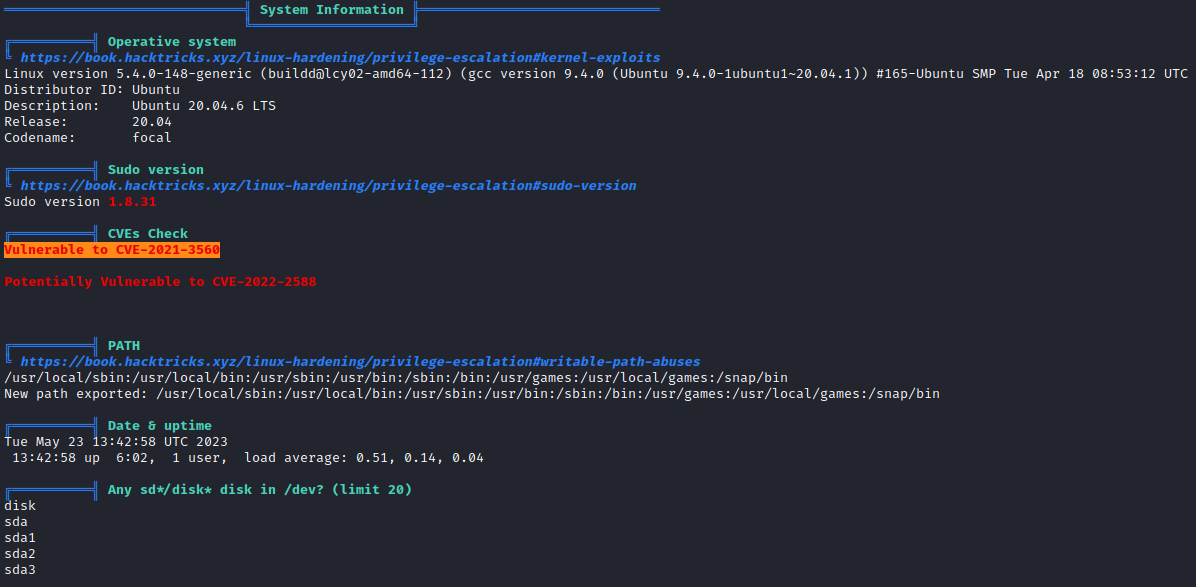 System Information
Operative system
https://book.hacktricks.xyz/linux-hardening/privilege-escalation#kernel-exploits
Linux version 5.4.0-148-generic (buildd@lcy02-amd64-112) (gcc version 9.4.0 (Ubuntu 9.4.0-1ubuntu1~20.04.1)) #165-Ubuntu SMP Tue Apr 18 08:53:12 UTC
Distributor ID: Ubuntu
Description:    Ubuntu 20.04.6 LTS
Release:        20.04
Codename:       focal
Sudo version
https://book.hacktricks.xyz/linux-hardening/privilege-escalation#sudo-version
Sudo version 1.8.31
CVEs Check
Vulnerable to CVE-2021-3560
Potentially Vulnerable to CVE-2022-2588
PATH
https://book.hacktricks.xyz/linux-hardening/privilege-escalation#writable-path-abuses
/usr/local/sbin:/usr/local/bin:/usr/sbin:/usr/bin:/sbin:/bin:/usr/games:/usr/local/games:/snap/bin
New path exported: /usr/local/sbin:/usr/local/bin:/usr/sbin:/usr/bin:/sbin:/bin:/usr/games:/usr/local/games:/snap/bin
Date & uptime
Tue May 23 13:42:58 UTC 2023
13:42:58 up  6:02,  1 user,  load average: 0.51, 0.14, 0.04
Any sd*/disk* disk in /dev? (limit 20)
disk
sda
sda1
sda2
sda3